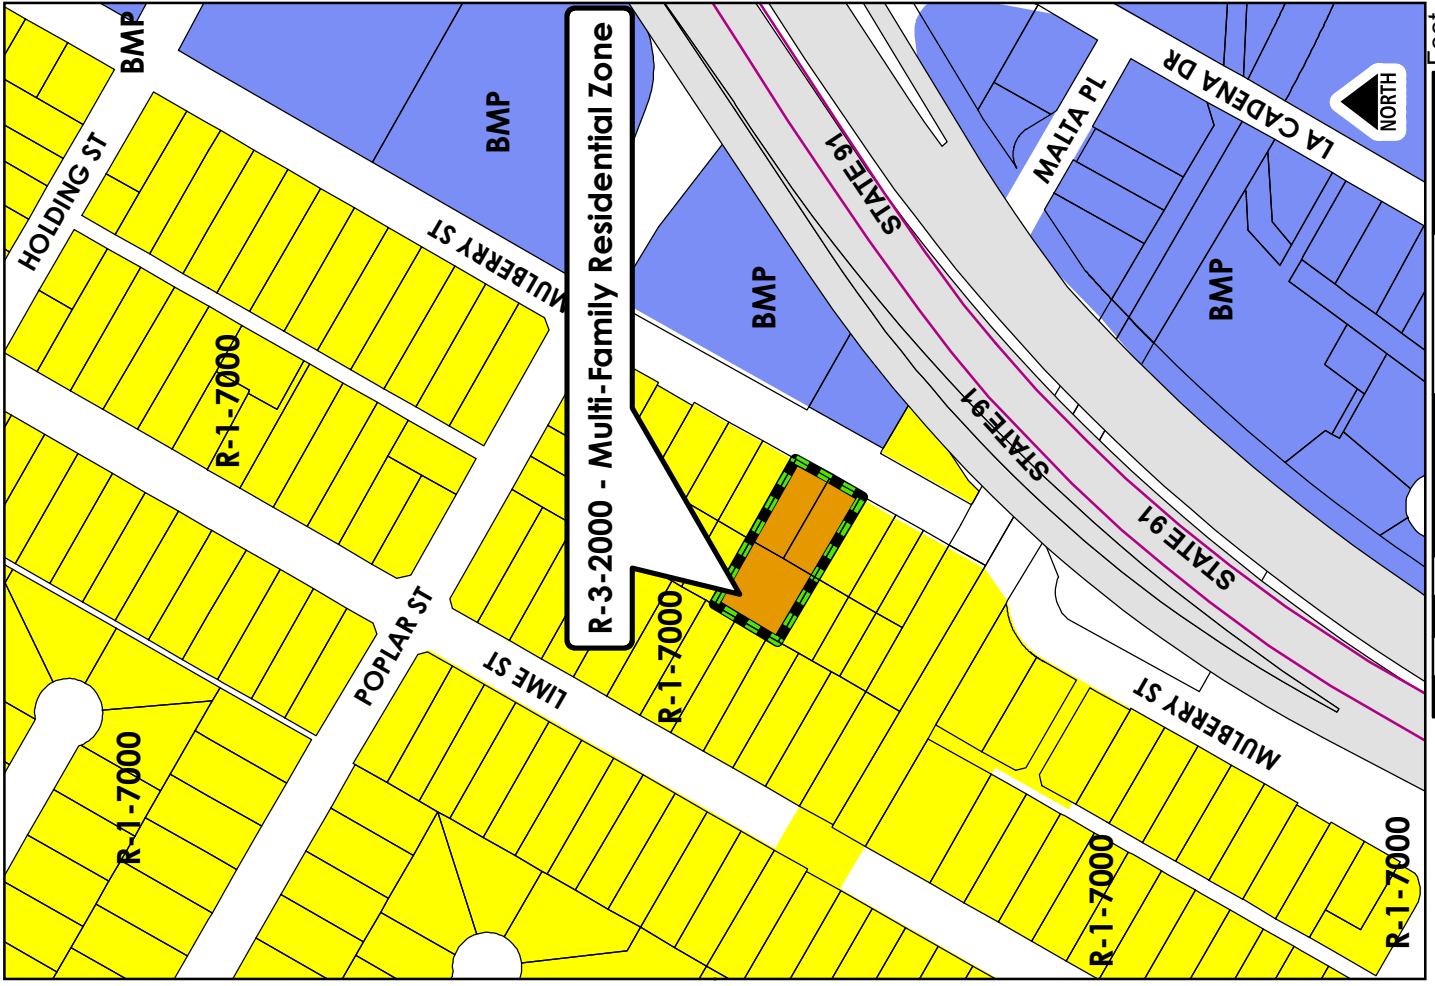 BMP
HOLDING ST
BMP
R-3-2000 - Multi-Family Residential Zone
MULBERRY ST
STATE 91
MALTA PL
LA CADENA DR
NORTH
BMP
BMP
R-1-7000
STATE 91
STATE 91
POPLAR ST
LIME ST
R-1-7000
MULBERRY ST
R-1-7000
R-1-7000
R-1-7000